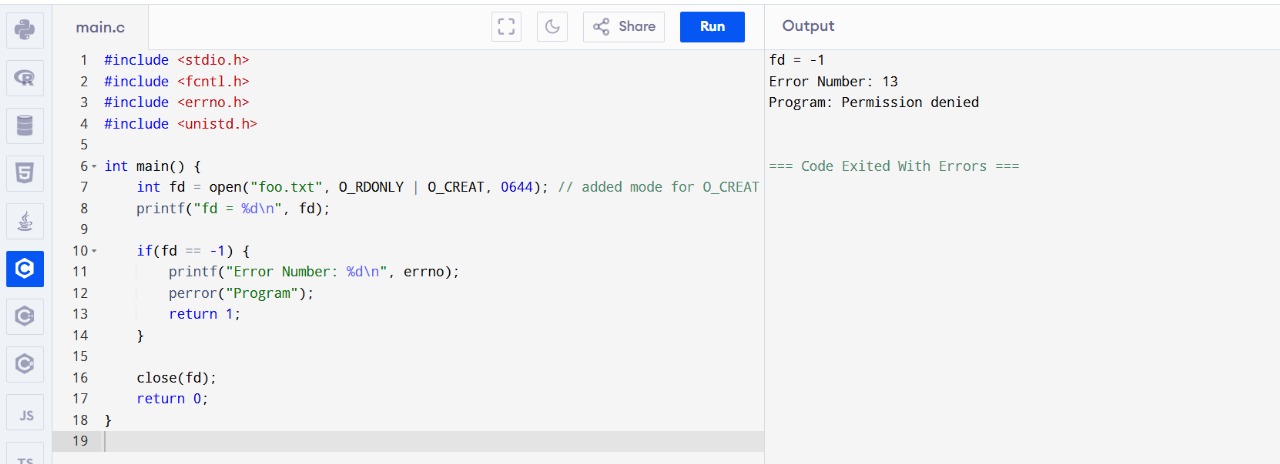 main.c
Share
Run
Output
1 #include <stdio.h>
2 #include <fcntl.h>
3 #include <errno.h>
4 #include <unistd.h>
5
6 int main() {
7     int fd = open("foo.txt", O_RDONLY | O_CREAT, 0644); // added mode for O_CREAT
8     printf("fd = %d\n", fd);
9
10     if(fd == -1) {
11         printf("Error Number: %d\n", errno);
12         perror("Program");
13         return 1;
14     }
15
16     close(fd);
17     return 0;
18 }
19
fd = -1
Error Number: 13
Program: Permission denied
=== Code Exited With Errors ===
R
5
C
C
C
JS
TS